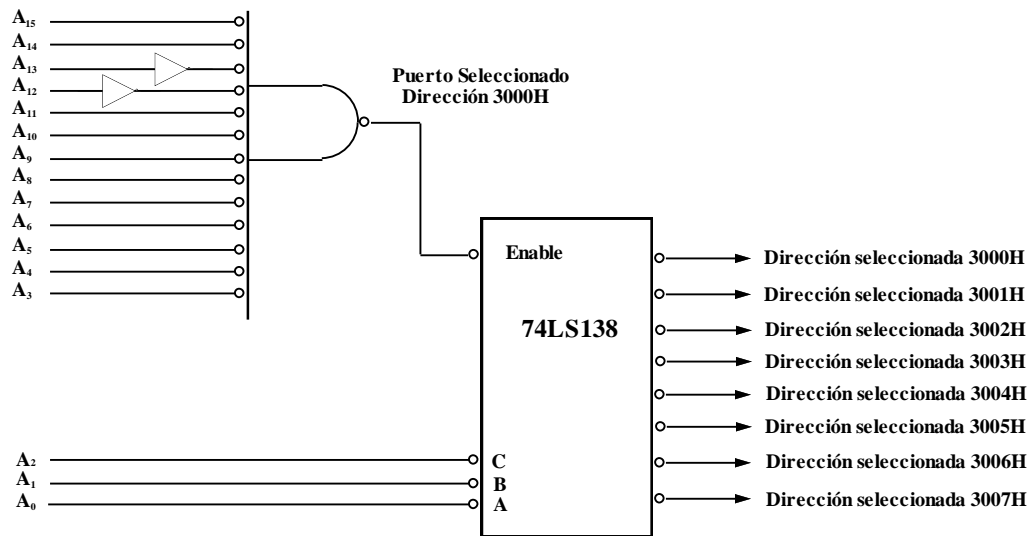 A₁₅
A₁₄
A₁₃
A₁₂
A₁₁
A₁₀
A₉
A₈
A₇
A₆
A₅
A₄
A₃
Puerto Seleccionado
Dirección 3000H
Enable
74LS138
A₂
A₁
A₀
C
B
A
Dirección seleccionada 3000H
Dirección seleccionada 3001H
Dirección seleccionada 3002H
Dirección seleccionada 3003H
Dirección seleccionada 3004H
Dirección seleccionada 3005H
Dirección seleccionada 3006H
Dirección seleccionada 3007H